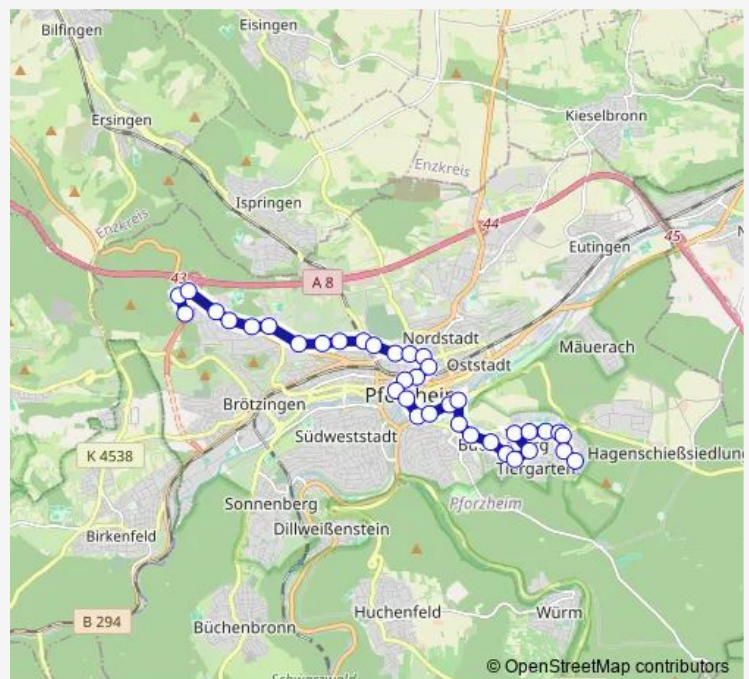 Bilfingen
Eisingen
Ersingen
Kieselbronn
Enzkreis
Ispringen
Enzkreis
44
45
Eutingen
43
A 8
Nordstadt
Mäuerach
Oststadt
Brötzingen
Südweststadt
K 4538
Hagenschießsiedlung
Tiergarten
Sonnenberg
Pforzheim
Dillweißenstein
Birkenfeld
Huchenfeld
Würm
B 294
Büchenbronn
Schwarzwald
© OpenStreetMap contributors